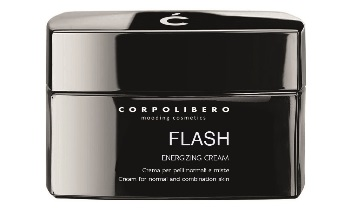 Ć
CORPOLIBERO
modeling cosmetics
FLASH
ENERGIZING CREAM
Crema per pelli normali e miste
Cream for normal and combination skin